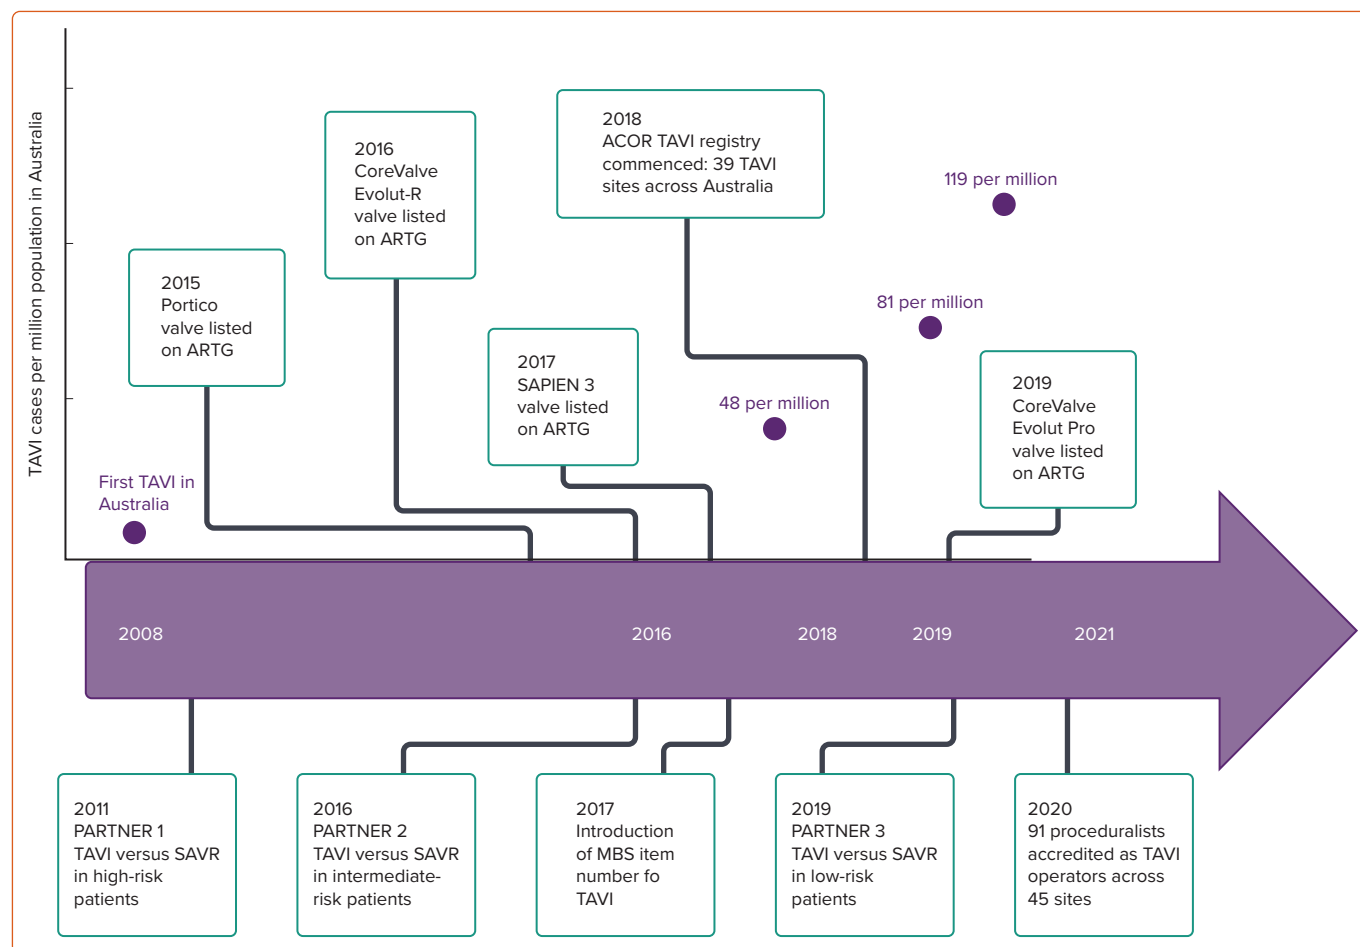 TAVI cases per million population in Australia
2015
Portico
valve listed
on ARTG
2016
CoreValve
Evolut-R
valve listed
on ARTG
2017
SAPIEN 3
valve listed
on ARTG
2018
ACOR TAVI registry
commenced: 39 TAVI
sites across Australia
2019
CoreValve
Evolut Pro
valve listed
on ARTG
First TAVI in
Australia
48 per million
81 per million
119 per million
2008
2016
2018
2019
2021
2011
PARTNER 1
TAVI versus SAVR
in high-risk
patients
2016
PARTNER 2
TAVI versus SAVR
in intermediate-
risk patients
2017
Introduction
of MBS item
number fo
TAVI
2019
PARTNER 3
TAVI versus SAVR
in low-risk
patients
2020
91 proceduralists
accredited as TAVI
operators across
45 sites